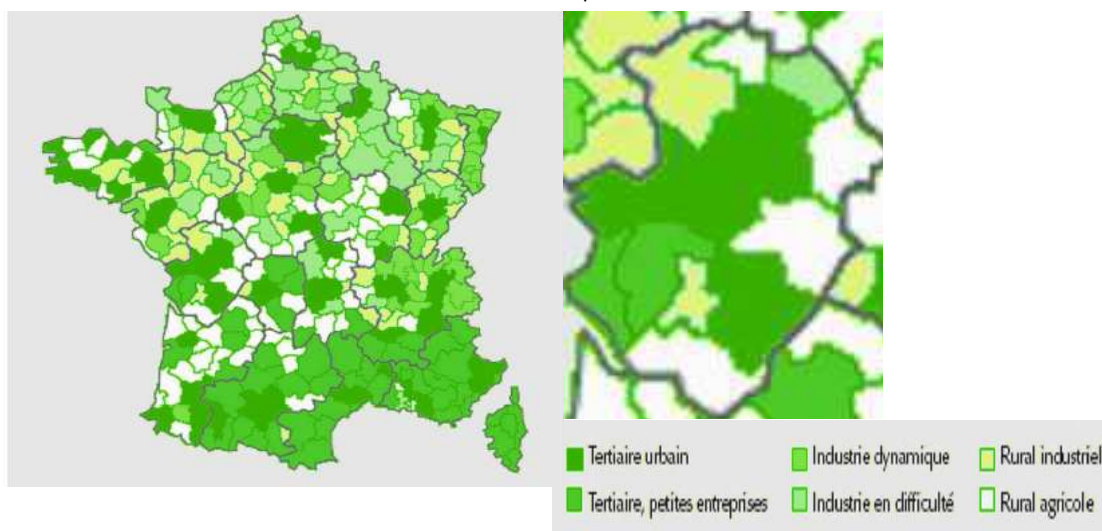 Tertiaire urbain Industrie dynamique Rural industriel
Tertiaire, petites entreprises Industrie en difficulté Rural agricole